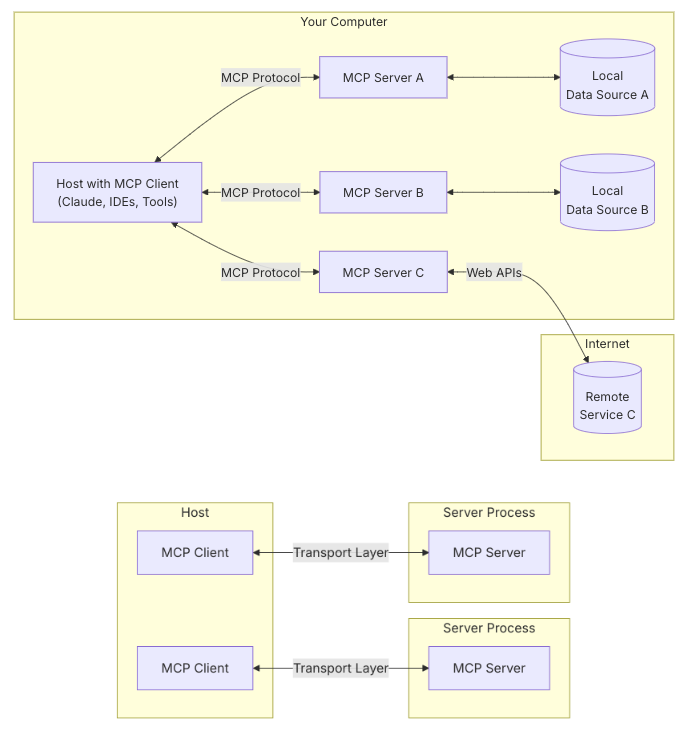 Your Computer
MCP Protocol
MCP Server A
Local
Data Source A
Host with MCP Client
(Claude, IDEs, Tools)
MCP Protocol
MCP Server B
Local
Data Source B
MCP Protocol
MCP Server C
Web APIs
Internet
Remote
Service C
Host
Server Process
MCP Client
Transport Layer
MCP Server
Server Process
MCP Client
Transport Layer
MCP Server